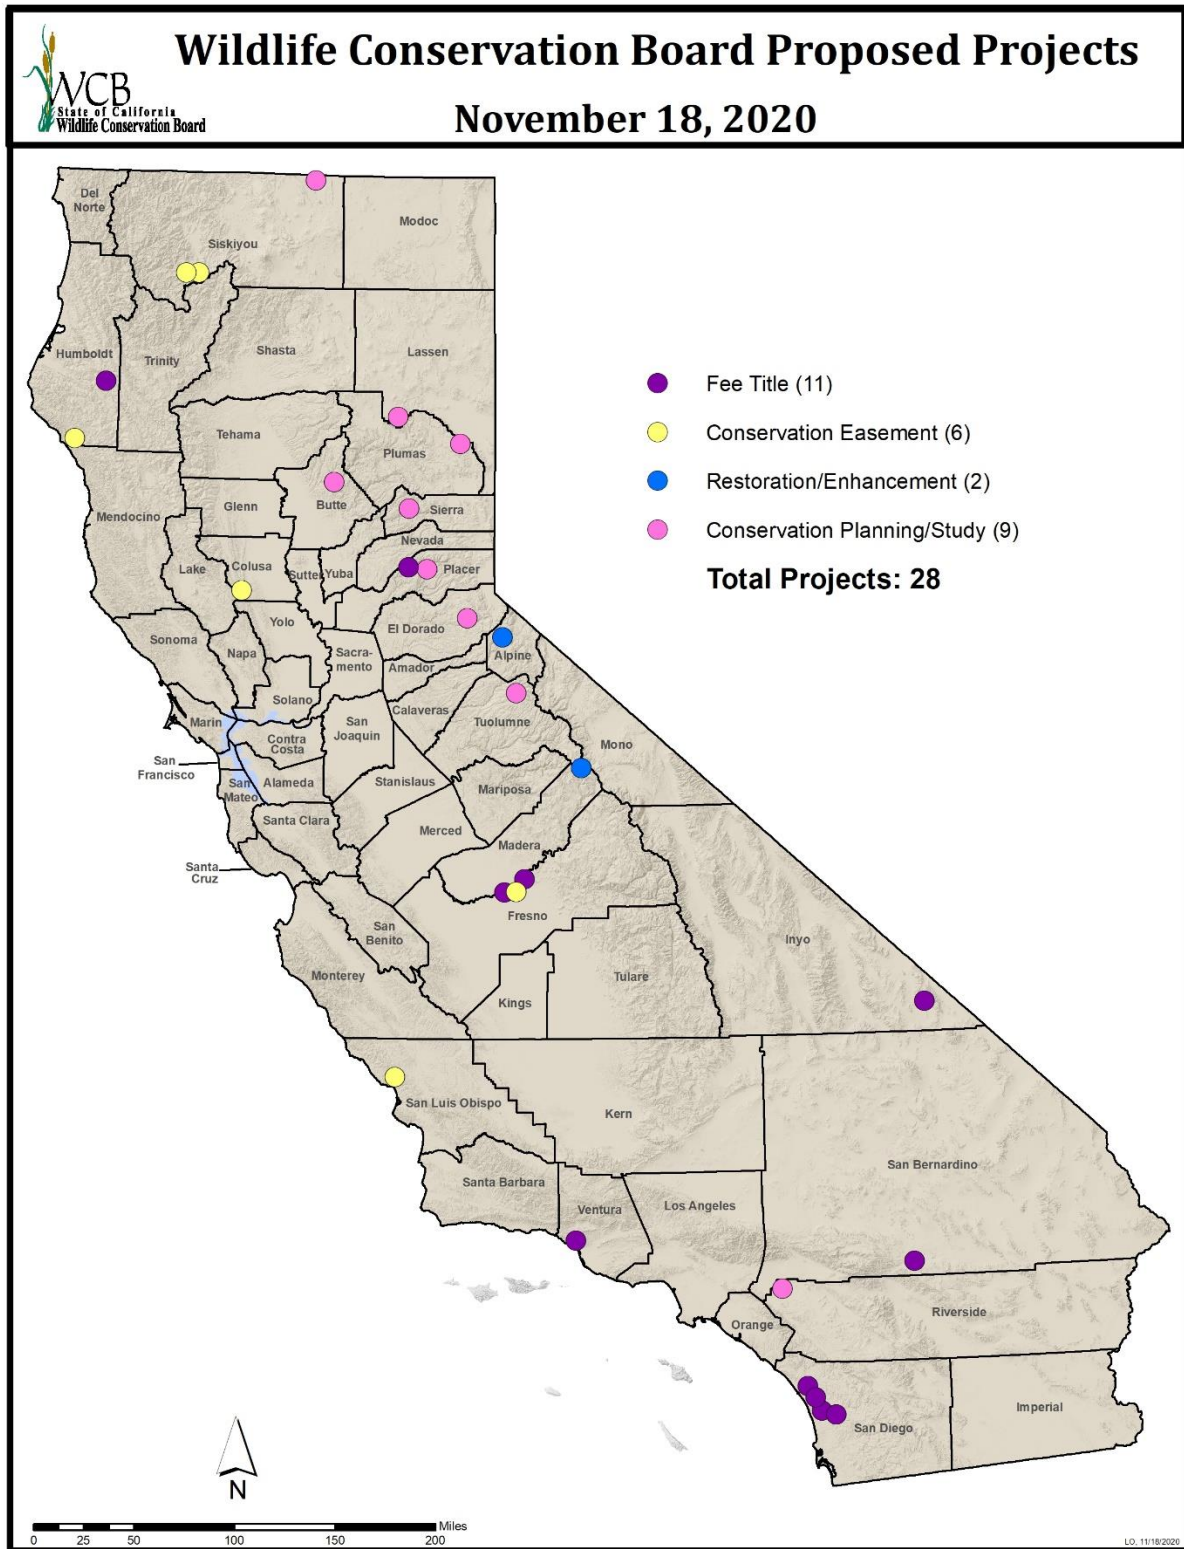 Wildlife Conservation Board Proposed Projects
November 18, 2020
WCB
State of California
Wildlife Conservation Board
Del
Norte
Siskiyou
Modoc
Humboldt
Trinity
Shasta
Lassen
Fee Title (11)
Conservation Easement (6)
Restoration/Enhancement (2)
Conservation Planning/Study (9)
Total Projects: 28
Tehama
Plumas
Mendocino
Glenn
Butte
Sierra
Nevada
Lake
Colusa
Sutter
Yuba
Placer
Sonoma
Napa
Yolo
Sacra-
mento
El Dorado
Amador
Alpine
Marin
Solano
Calaveras
Tuolumne
Mono
San
Francisco
Contra
Costa
San
Joaquin
San
Mateo
Alameda
Stanislaus
Mariposa
Santa Clara
Merced
Madera
Santa
Cruz
San
Benito
Fresno
Inyo
Monterey
Kings
Tulare
San Luis Obispo
Kern
San Bernardino
Santa Barbara
Ventura
Los Angeles
Orange
Riverside
San Diego
Imperial
N
Miles
0 25 50 100 150 200
LO, 11/18/2020